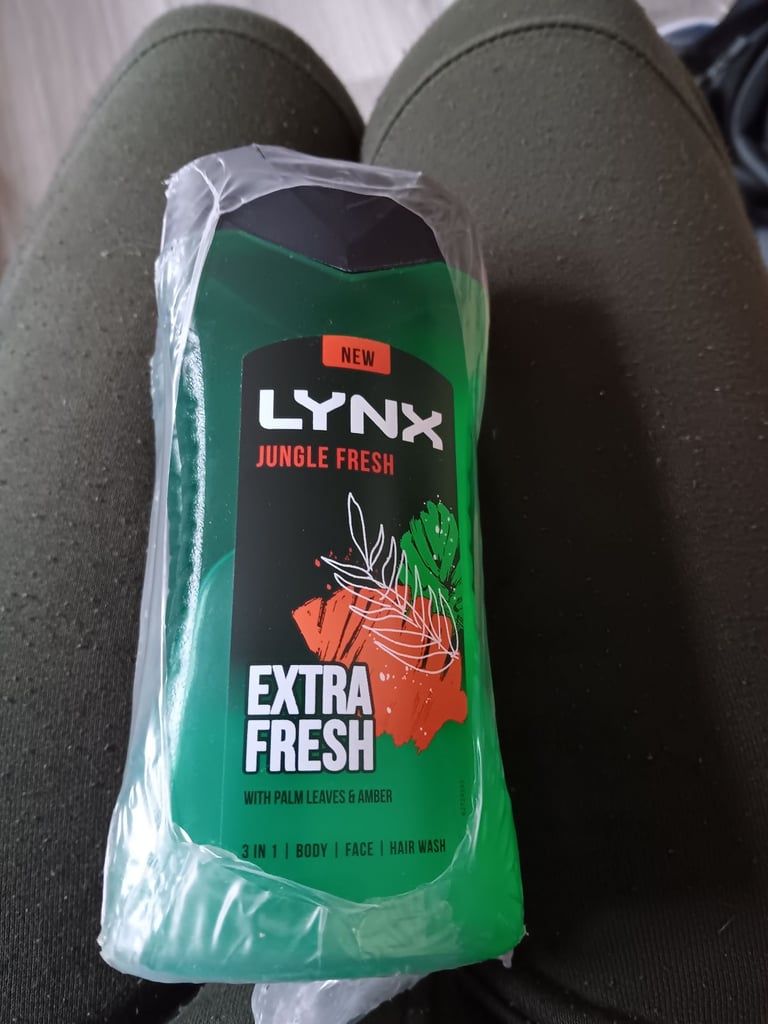 NEW
LYNX
JUNGLE FRESH
EXTRA
FRESH
WITH PALM LEAVES & AMBER
3 IN 1 | BODY | FACE | HAIR WASH